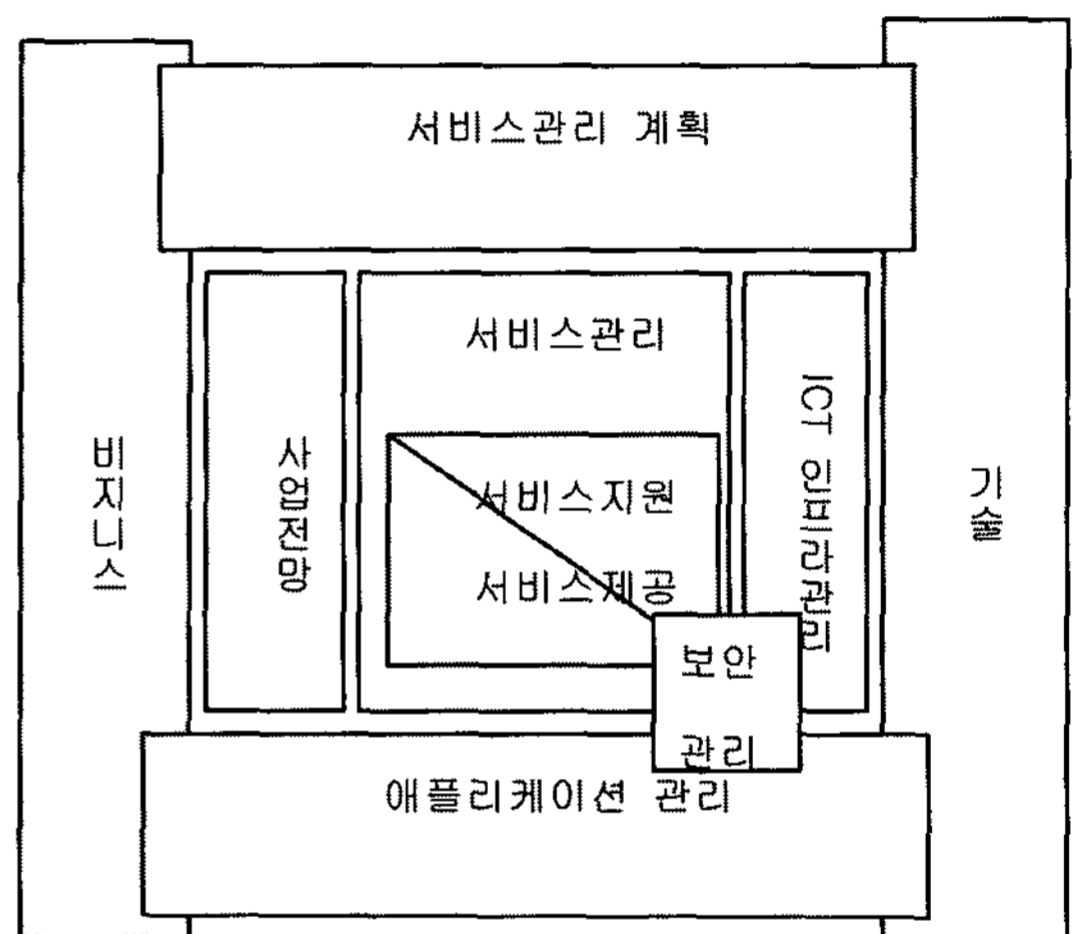 서비스관리 계획
서비스관리
비지니스
사업전망
서비스지원
서비스제공
ICT 인프라관리
기술
보안
관리
애플리케이션 관리